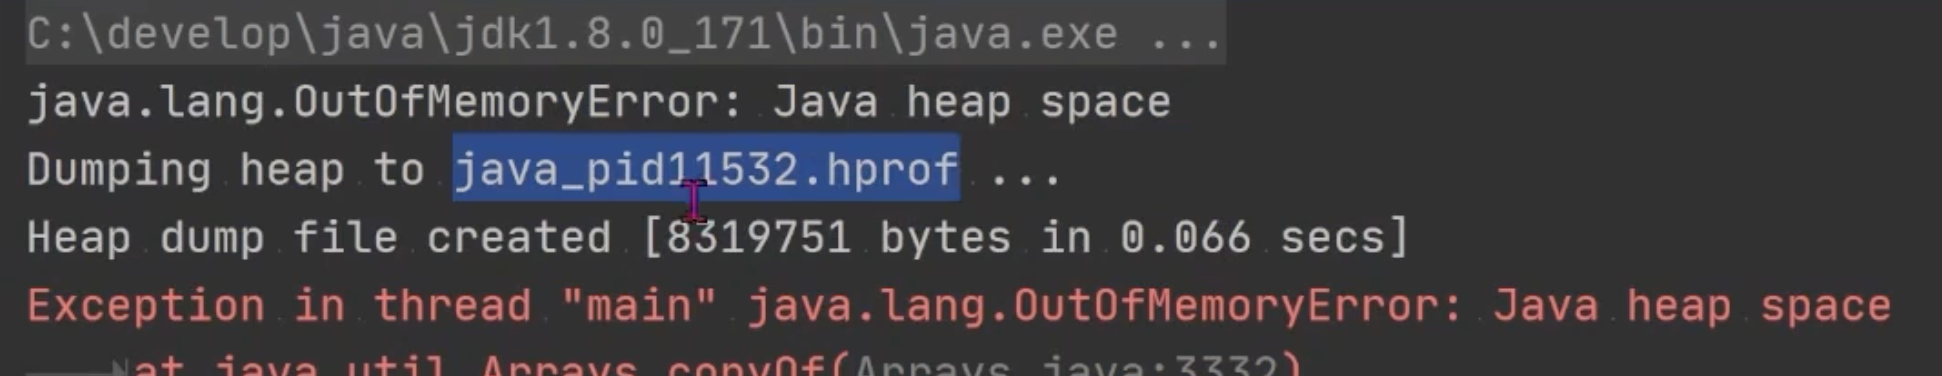 C:\develop\java\jdk1.8.0_171\bin\java.exe ...
java.lang.OutOfMemoryError: Java heap space
Dumping heap to java_pid11532.hprof ...
Heap dump file created [8319751 bytes in 0.066 secs]
Exception in thread "main" java.lang.OutOfMemoryError: Java heap space
at java.util.Arrays.copyOf(Arrays.java:3332)